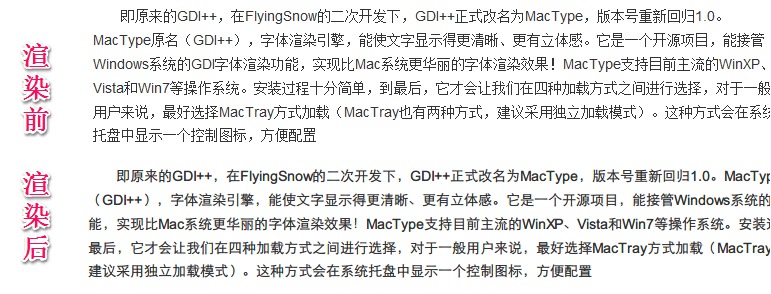 渲染前
即原来的GDI++，在FlyingSnow的二次开发下，GDI++正式改名为MacType，版本号重新回归1.0。
MacType原名（GDI++），字体渲染引擎，能使文字显示得更清晰、更有立体感。它是一个开源项目，能接管
Windows系统的GDI字体渲染功能，实现比Mac系统更华丽的字体渲染效果！MacType支持目前主流的WinXP、
Vista和Win7等操作系统。安装过程十分简单，到最后，它才会让我们在四种加载方式之间进行选择，对于一般
用户来说，最好选择MacTray方式加载（MacTray也有两种方式，建议采用独立加载模式）。这种方式会在系统
托盘中显示一个控制图标，方便配置
渲染后
即原来的GDI++，在FlyingSnow的二次开发下，GDI++正式改名为MacType，版本号重新回归1.0。MacTyp
（GDI++），字体渲染引擎，能使文字显示得更清晰、更有立体感。它是一个开源项目，能接管Windows系统的
能，实现比Mac系统更华丽的字体渲染效果！MacType支持目前主流的WinXP、Vista和Win7等操作系统。安装
最后，它才会让我们在四种加载方式之间进行选择，对于一般用户来说，最好选择MacTray方式加载（MacTray
建议采用独立加载模式）。这种方式会在系统托盘中显示一个控制图标，方便配置